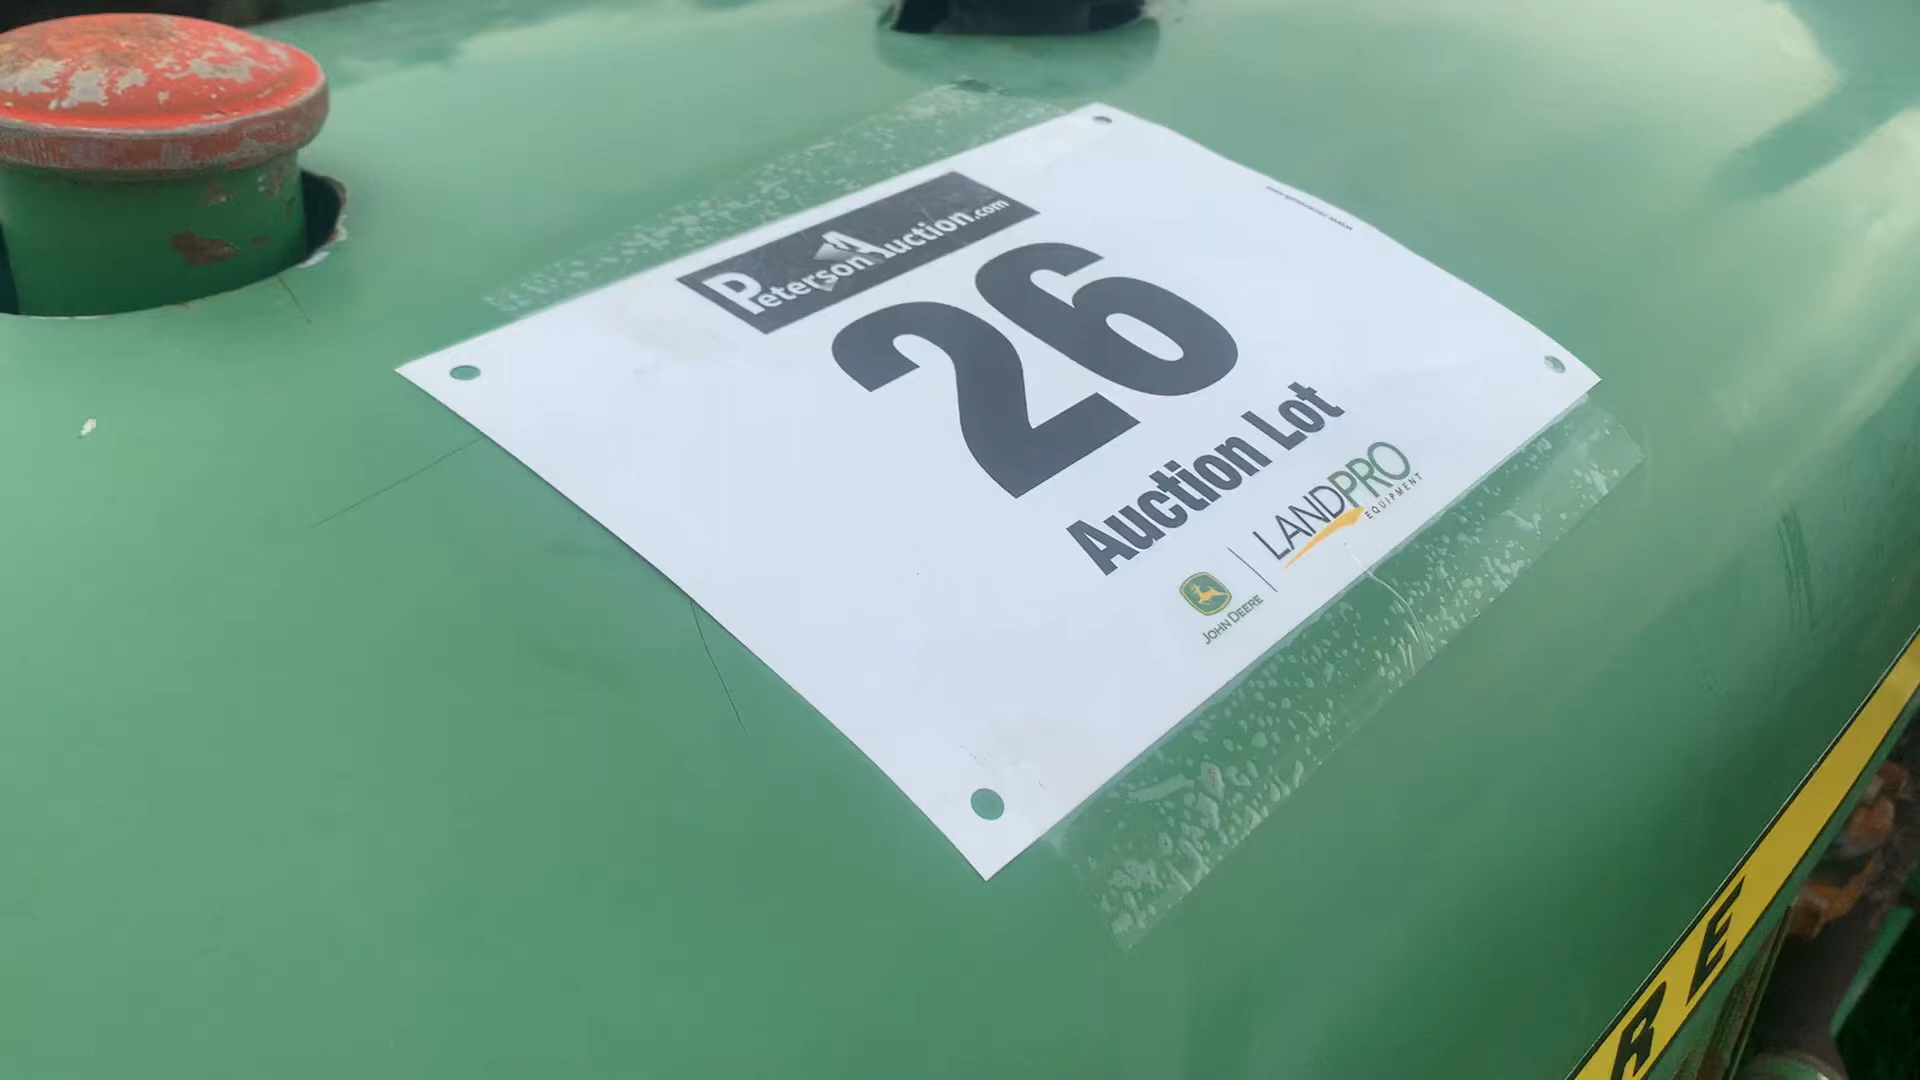 PetersonAuction.com
26
Auction Lot
JOHN DEERE
LANDPRO
EQUIPMENT
RE